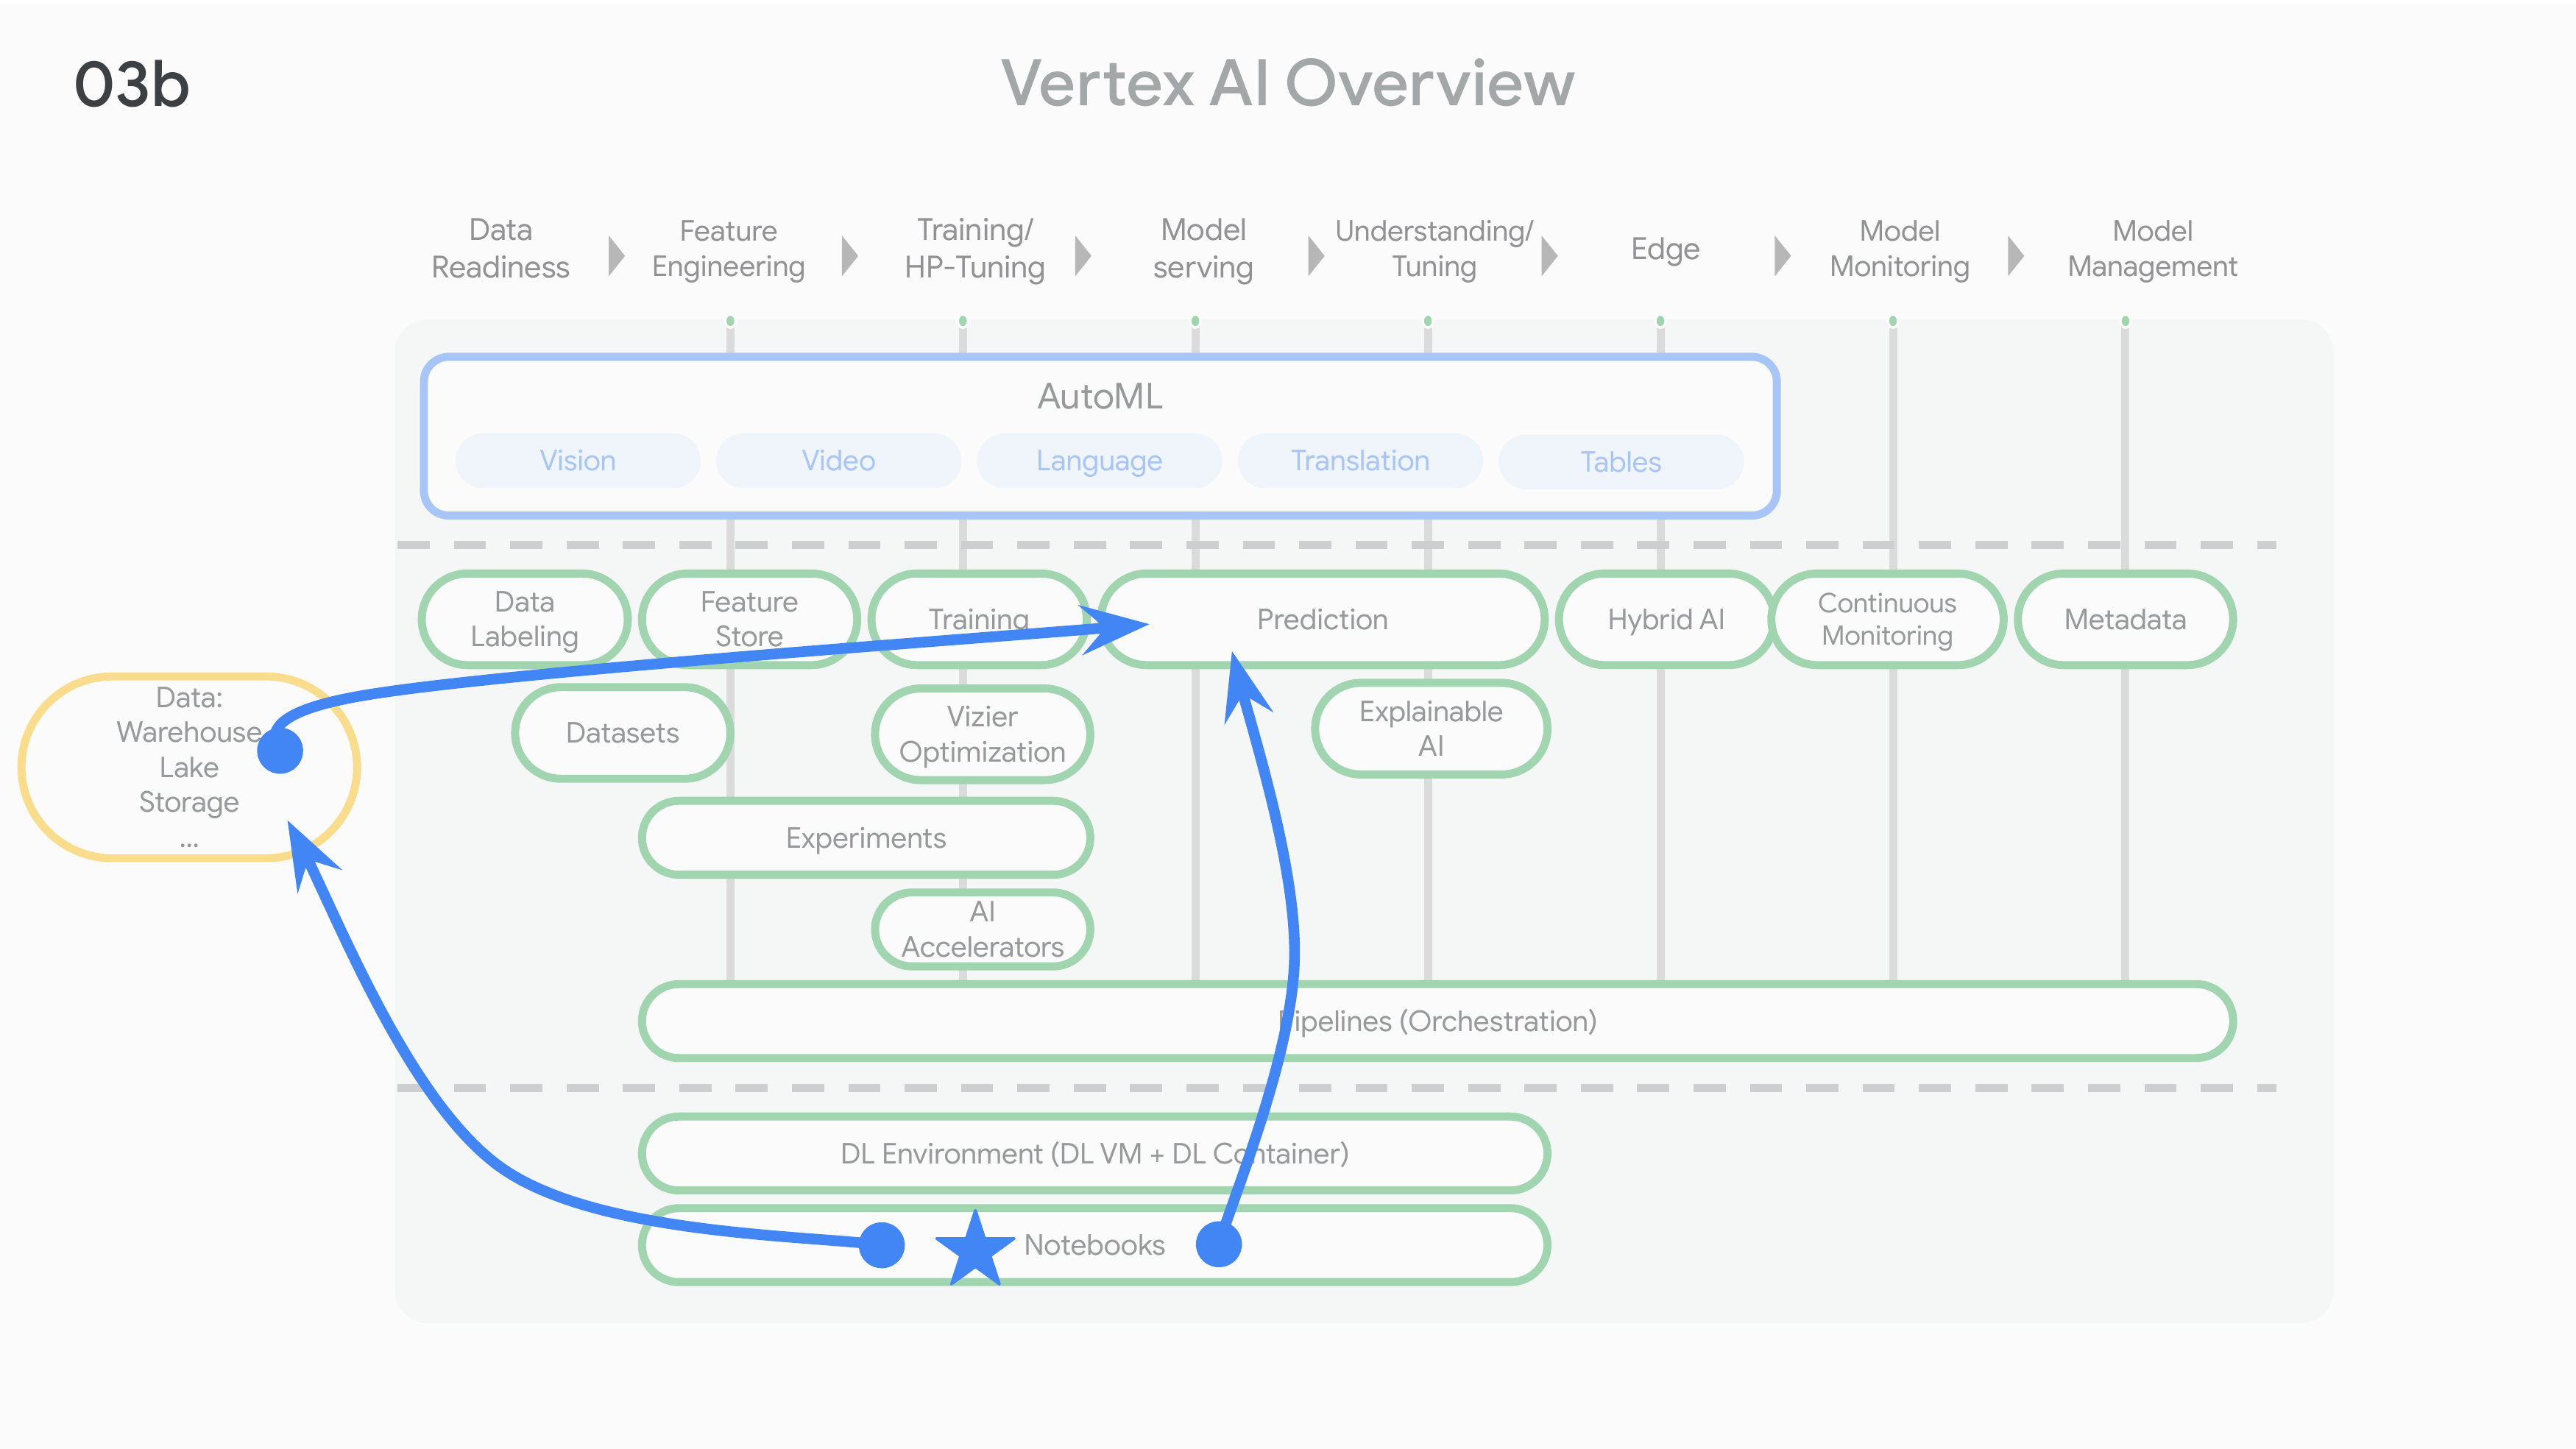 03b
Vertex AI Overview
Data
Readiness
Feature
Engineering
Training/
HP-Tuning
Model
serving
Understanding/
Tuning
Edge
Model
Monitoring
Model
Management
AutoML
Vision
Video
Language
Translation
Tables
Data
Labeling
Feature
Store
Training
Prediction
Hybrid AI
Continuous
Monitoring
Metadata
Data:
Warehouse
Lake
Storage
...
Datasets
Vizier
Optimization
Explainable
AI
Experiments
AI
Accelerators
Pipelines (Orchestration)
DL Environment (DL VM + DL Container)
Notebooks